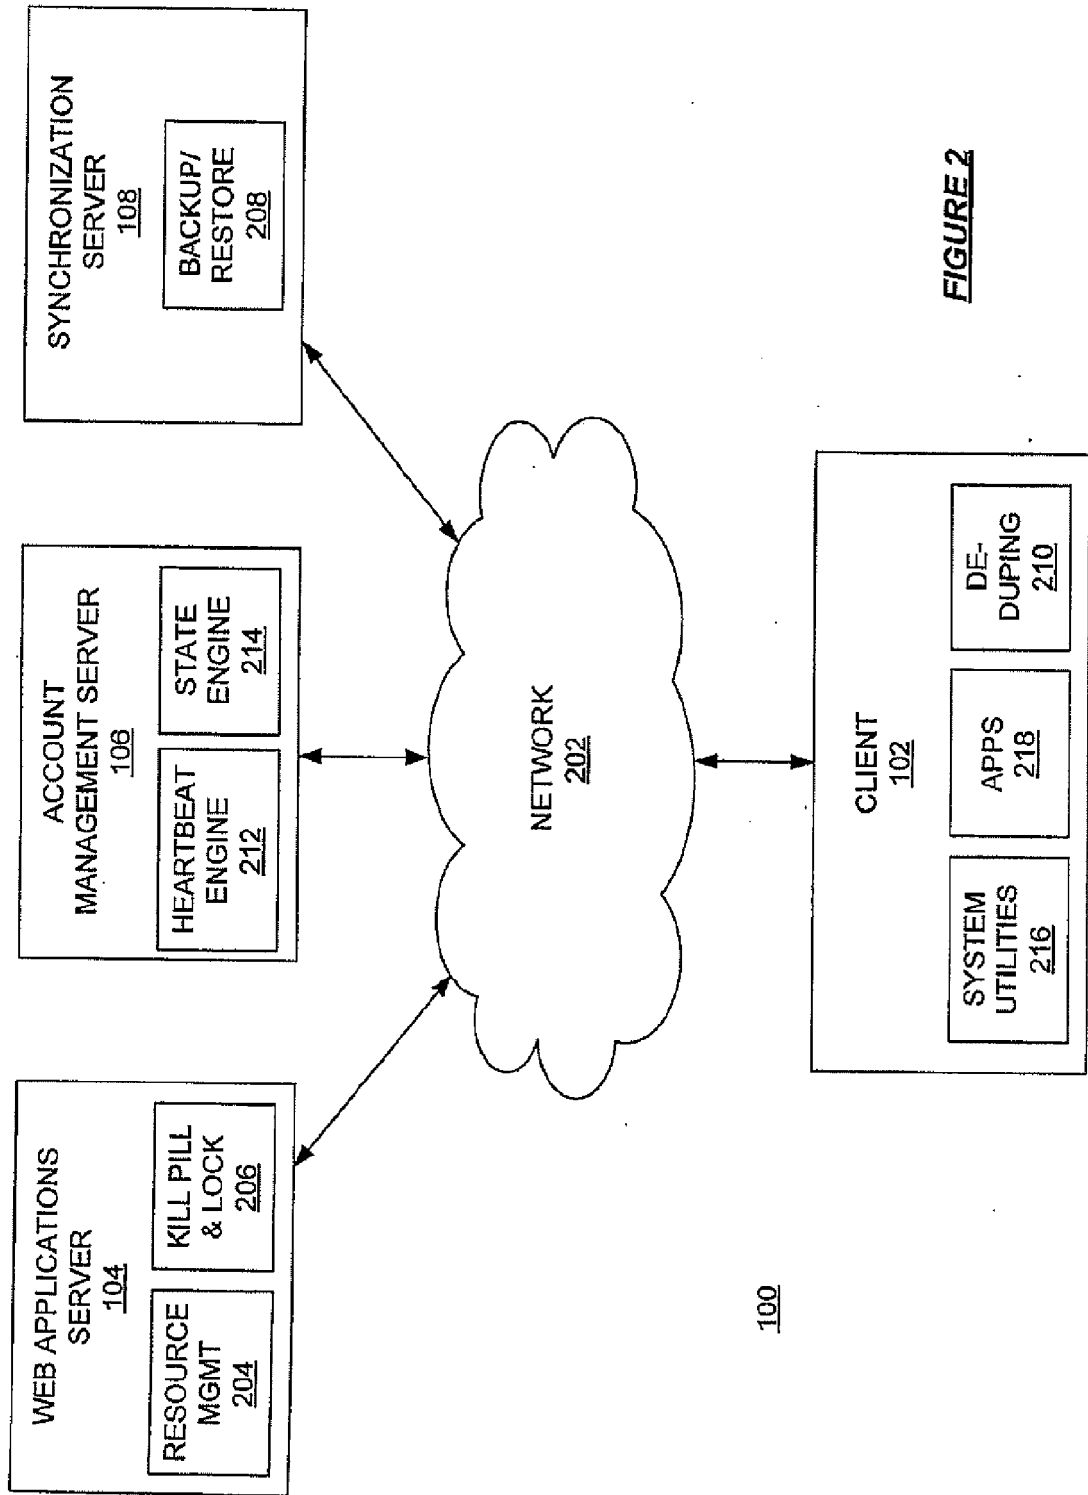 WEB APPLICATIONS
SERVER
104
RESOURCE
MGMT
204
KILL PILL
& LOCK
206
ACCOUNT
MANAGEMENT SERVER
106
HEARTBEAT
ENGINE
212
STATE
ENGINE
214
SYNCHRONIZATION
SERVER
108
BACKUP/
RESTORE
208
NETWORK
202
100
CLIENT
102
SYSTEM
UTILITIES
216
APPS
218
DE-
DUPING
210
FIGURE 2